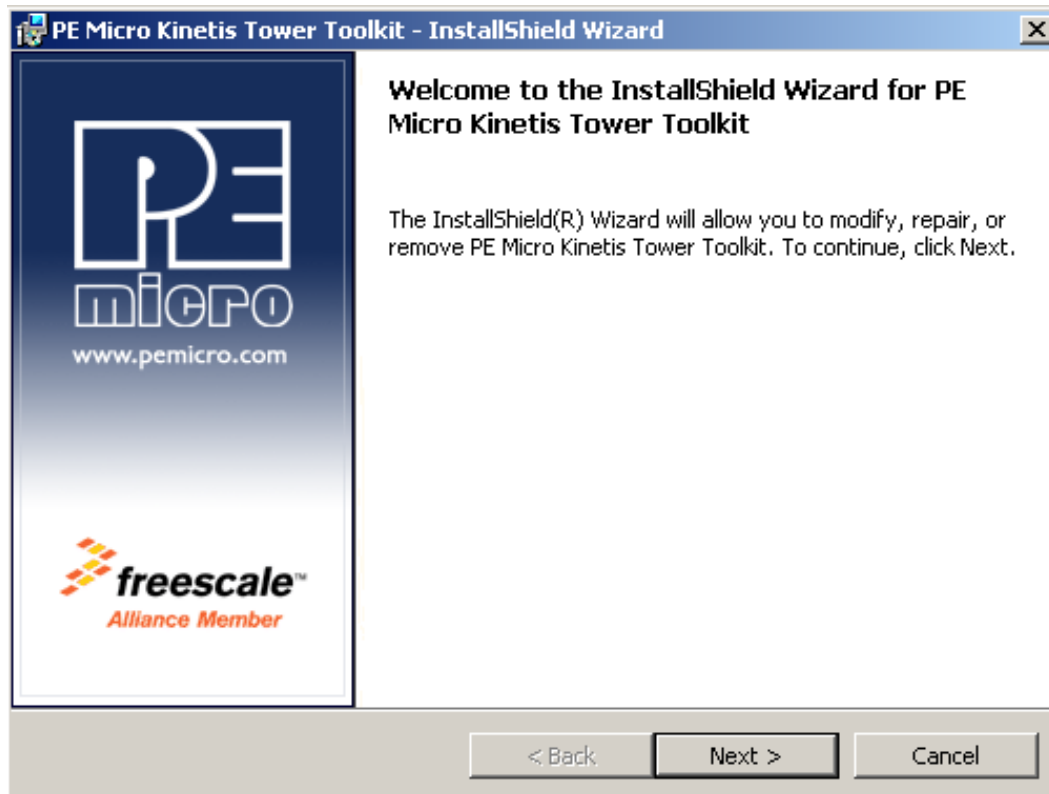 PE Micro Kinetis Tower Toolkit - InstallShield Wizard
PE
micro
www.pemicro.com
freescale™
Alliance Member
Welcome to the InstallShield Wizard for PE
Micro Kinetis Tower Toolkit
The InstallShield(R) Wizard will allow you to modify, repair, or
remove PE Micro Kinetis Tower Toolkit. To continue, click Next.
< Back
Next >
Cancel